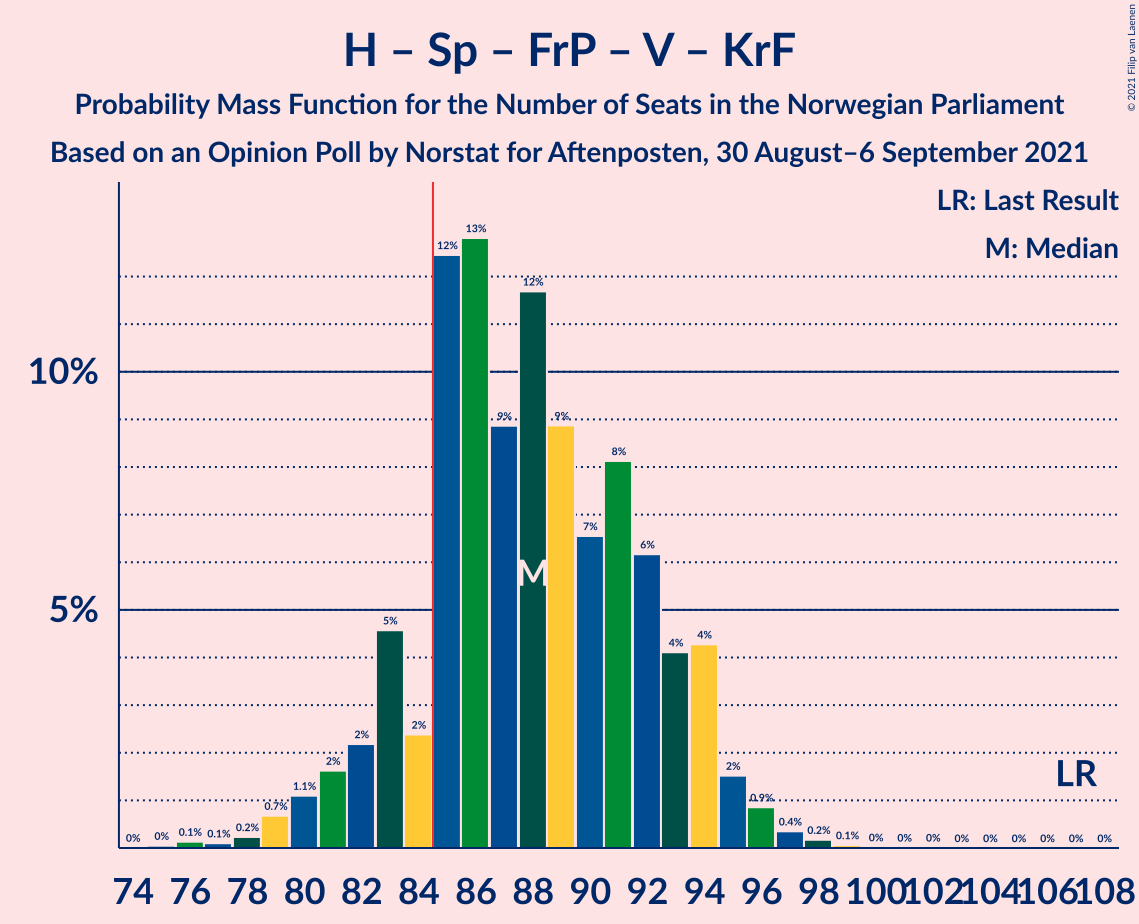 H – Sp – FrP – V – KrF
Probability Mass Function for the Number of Seats in the Norwegian Parliament
Based on an Opinion Poll by Norstat for Aftenposten, 30 August–6 September 2021
© 2021 Filip van Laenen
LR: Last Result
M: Median
10%
5%
0% 0% 0.1% 0.1% 0.2% 0.7% 1.1% 2% 2% 5% 2% 12% 13% 9% 12% 9% 7% 8% 6% 4% 4% 2% 0.9% 0.4% 0.2% 0.1% 0% 0% 0% 0% 0% 0% 0% 0% 0%
M
LR
74 76 78 80 82 84 86 88 90 92 94 96 98 100 102 104 106 108